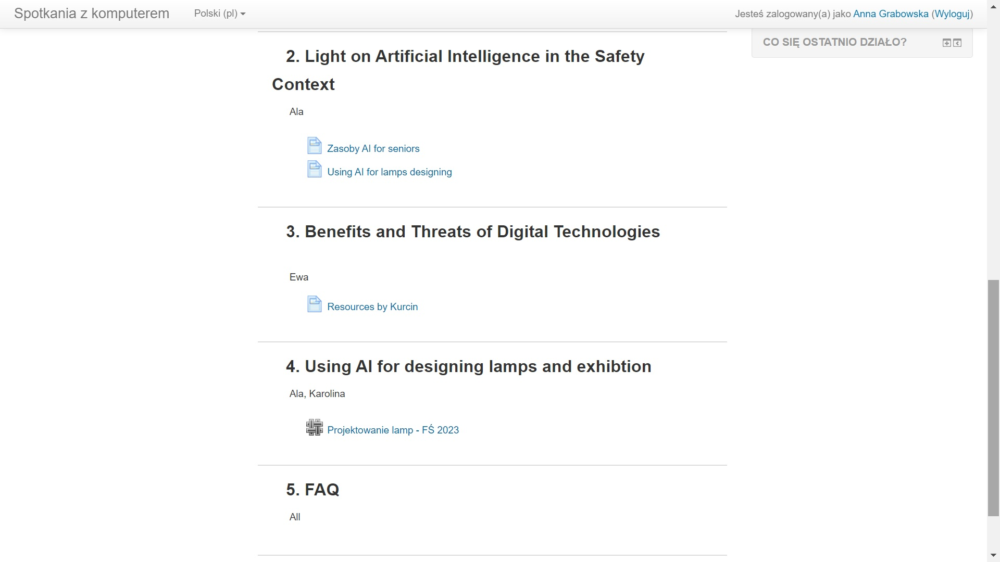 Spotkania z komputerem
Polski (pl)
Jesteś zalogowany(a) jako Anna Grabowska (Wyloguj)
CO SIĘ OSTATNIO DZIAŁO?
2. Light on Artificial Intelligence in the Safety
Context
Ala
Zasoby AI for seniors
Using AI for lamps designing
3. Benefits and Threats of Digital Technologies
Ewa
Resources by Kurcin
4. Using AI for designing lamps and exhibtion
Ala, Karolina
Projektowanie lamp - FŚ 2023
5. FAQ
All